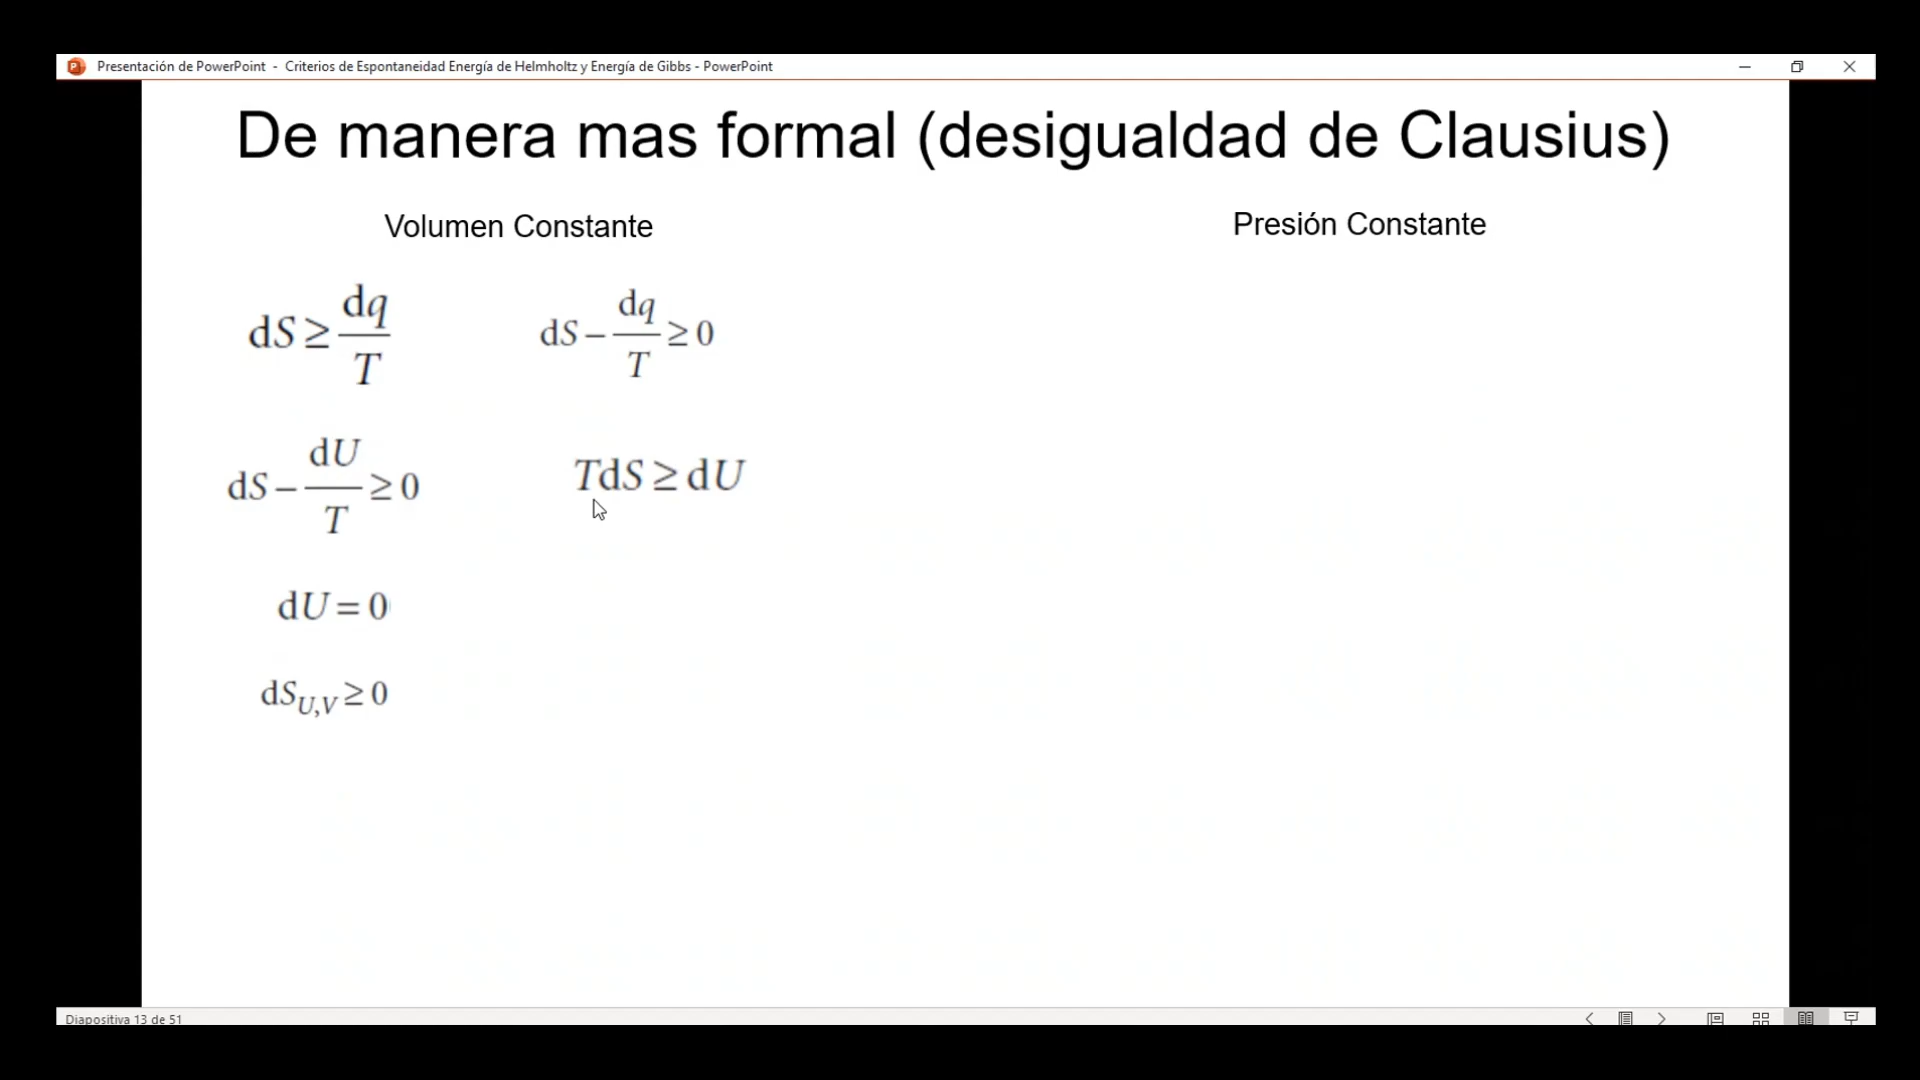 Presentación de PowerPoint - Criterios de Espontaneidad Energía de Helmholtz y Energía de Gibbs - PowerPoint
De manera mas formal (desigualdad de Clausius)
Volumen Constante
Presión Constante
dS ≥ dq/T
dS − dq/T ≥ 0
dS − dU/T ≥ 0
TdS ≥ dU
dU = 0
dS_{U,V} ≥ 0
Diapositiva 13 de 51